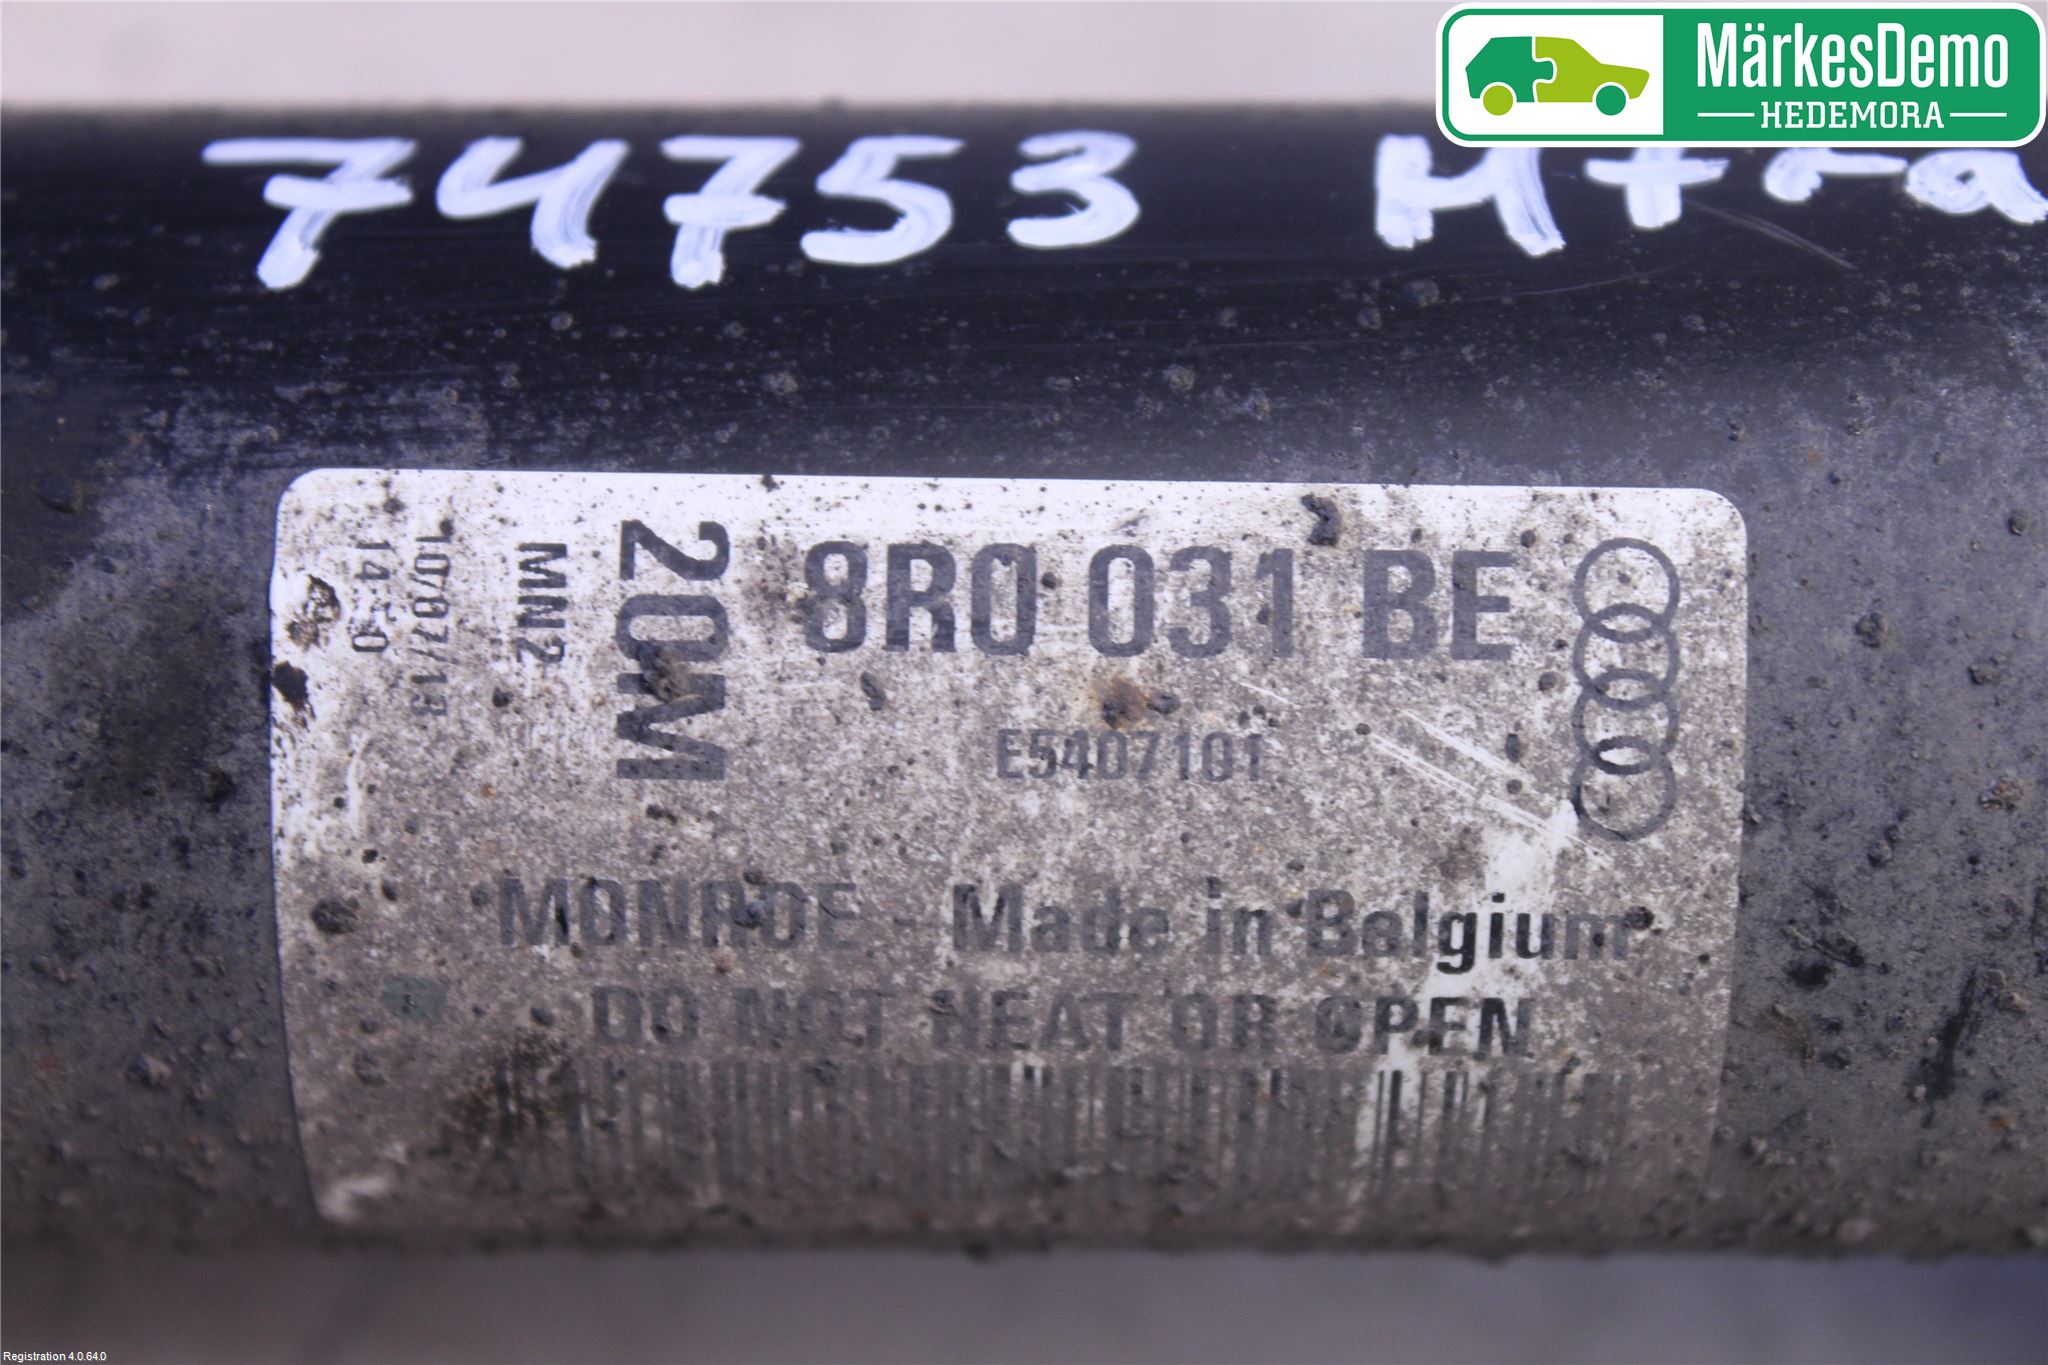 MärkesDemo
HEDEMORA
74753
8R0 031 BE
20M
MN2
10/07/13
E5407101
MONROE - Made in Belgium
DO NOT HEAT OR OPEN
Registration 4.0.64.0